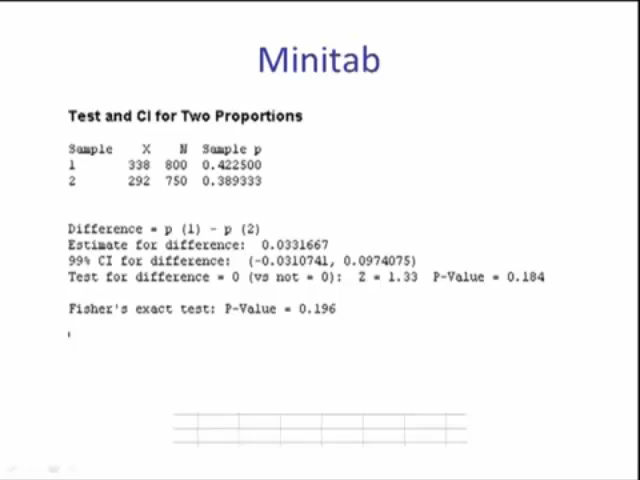 Minitab
Test and CI for Two Proportions
Sample X N Sample p
1 338 800 0.422500
2 292 750 0.389333
Difference = p (1) - p (2)
Estimate for difference: 0.0331667
99% CI for difference: (-0.0310741, 0.0974075)
Test for difference = 0 (vs not = 0): Z = 1.33 P-Value = 0.184
Fisher's exact test: P-Value = 0.196